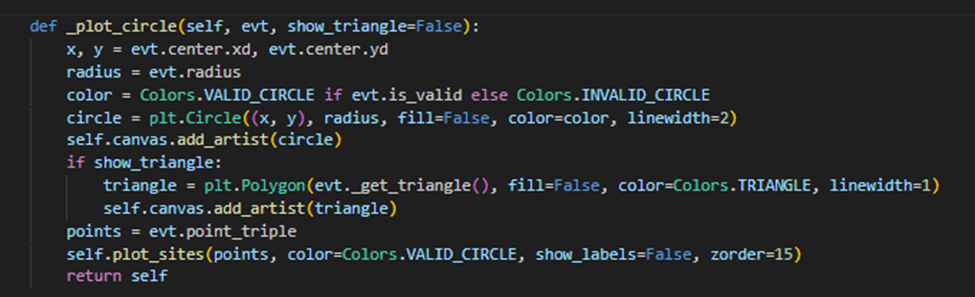 def _plot_circle(self, evt, show_triangle=False):
    x, y = evt.center.xd, evt.center.yd
    radius = evt.radius
    color = Colors.VALID_CIRCLE if evt.is_valid else Colors.INVALID_CIRCLE
    circle = plt.Circle((x, y), radius, fill=False, color=color, linewidth=2)
    self.canvas.add_artist(circle)
    if show_triangle:
        triangle = plt.Polygon(evt._get_triangle(), fill=False, color=Colors.TRIANGLE, linewidth=1)
        self.canvas.add_artist(triangle)
    points = evt.point_triple
    self.plot_sites(points, color=Colors.VALID_CIRCLE, show_labels=False, zorder=15)
    return self